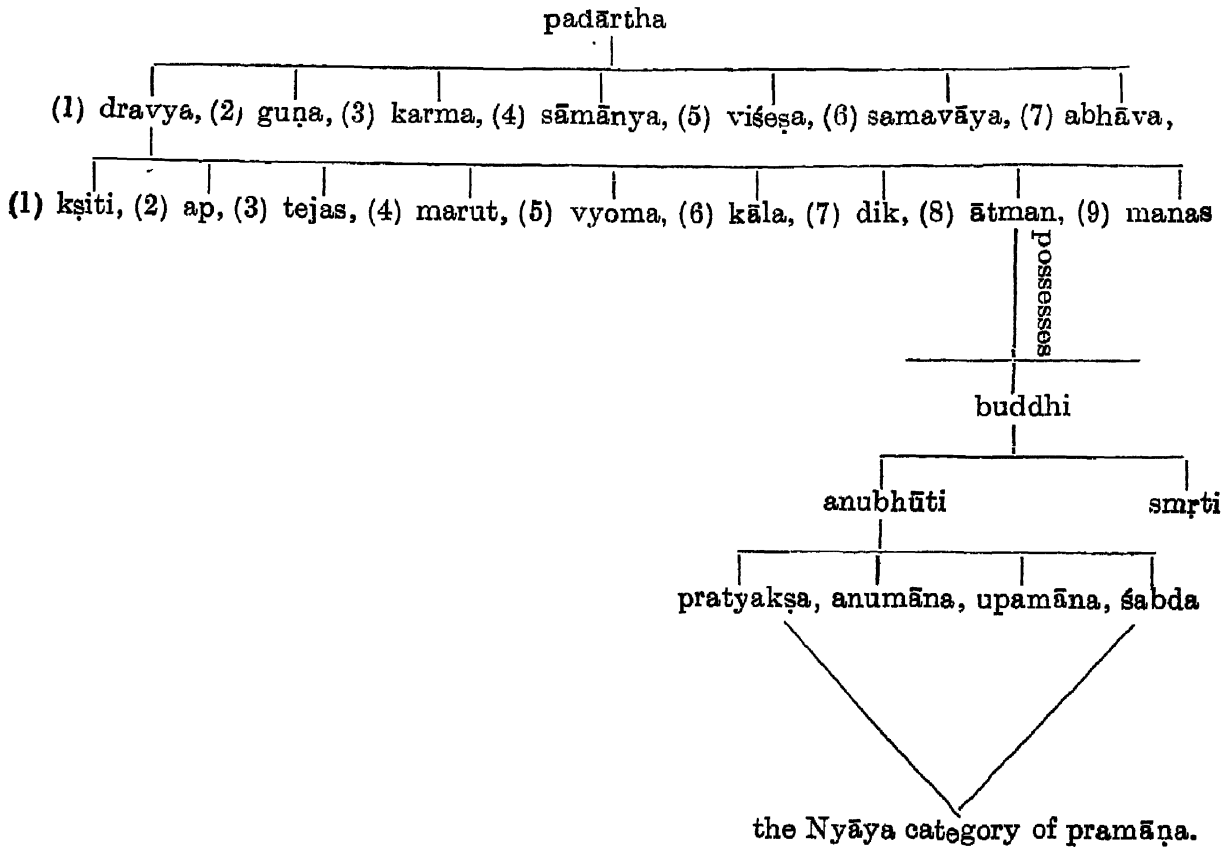 padārtha
(1) dravya, (2) guṇa, (3) karma, (4) sāmānya, (5) viśeṣa, (6) samavāya, (7) abhāva,
(1) kṣiti, (2) ap, (3) tejas, (4) marut, (5) vyoma, (6) kāla, (7) dik, (8) ātman, (9) manas
possesses
buddhi
anubhūti smṛti
pratyakṣa, anumāna, upamāna, śabda
the Nyāya category of pramāṇa.